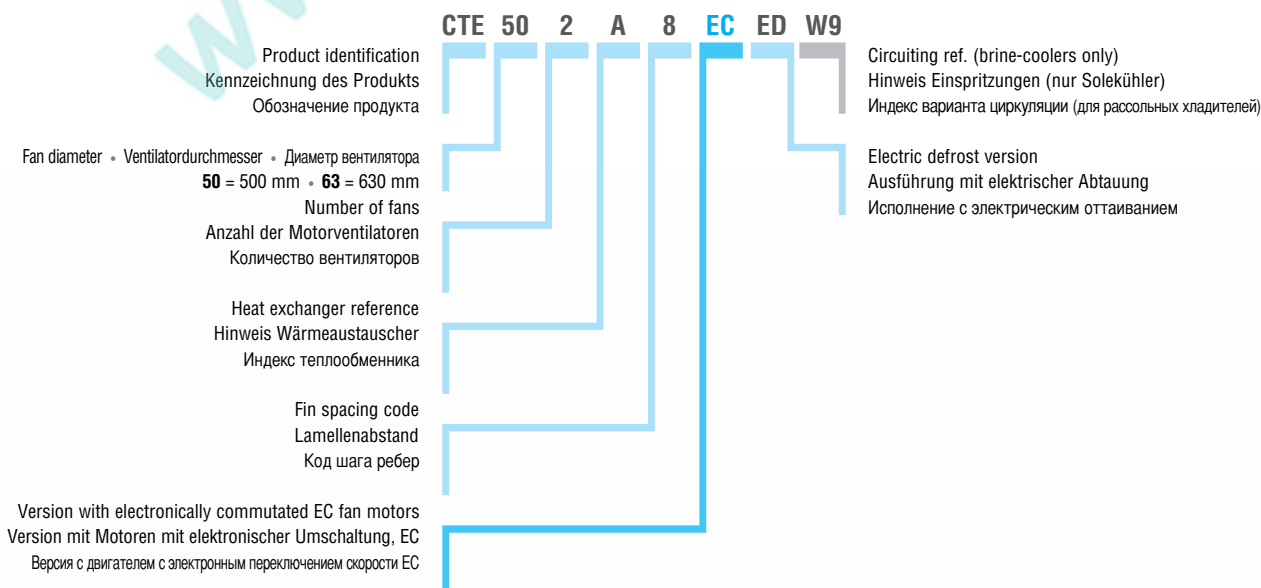 CTE 50 2 A 8 EC ED W9
Product identification
Kennzeichnung des Produkts
Обозначение продукта
Fan diameter • Ventilatordurchmesser • Диаметр вентилятора
50 = 500 mm • 63 = 630 mm
Number of fans
Anzahl der Motorventilatoren
Количество вентиляторов
Heat exchanger reference
Hinweis Wärmeaustauscher
Индекс теплообменника
Fin spacing code
Lamellenabstand
Код шага ребер
Version with electronically commutated EC fan motors
Version mit Motoren mit elektronischer Umschaltung, EC
Версия с двигателем с электронным переключением скорости EC
Circuiting ref. (brine-coolers only)
Hinweis Einspritzungen (nur Solekühler)
Индекс варианта циркуляции (для рассольных хладителей)
Electric defrost version
Ausführung mit elektrischer Abtauung
Исполнение с электрическим оттаиванием